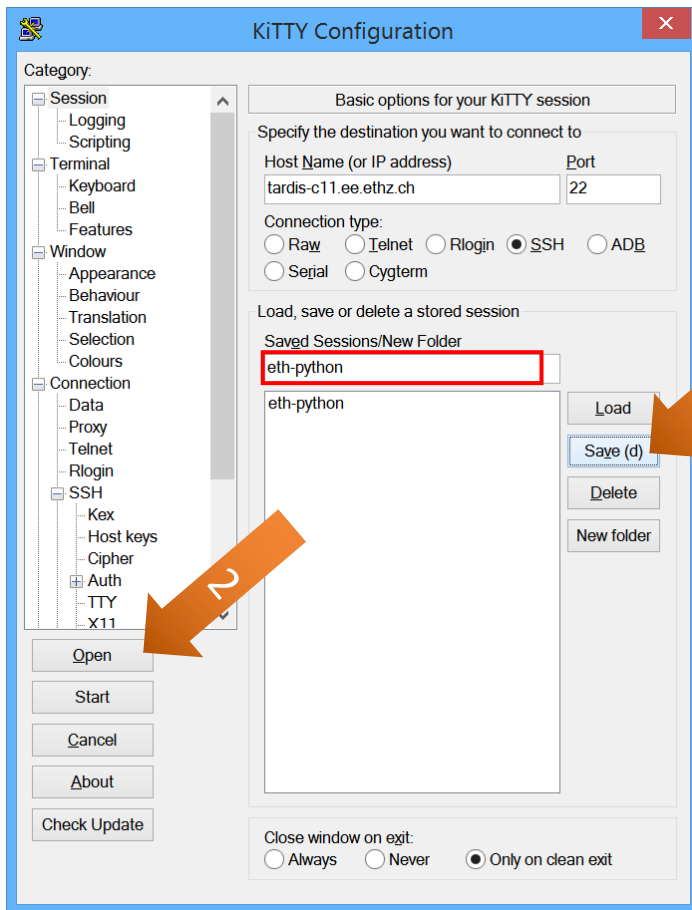 KiTTY Configuration
Category:
Session
Logging
Scripting
Terminal
Keyboard
Bell
Features
Window
Appearance
Behaviour
Translation
Selection
Colours
Connection
Data
Proxy
Telnet
Rlogin
SSH
Kex
Host keys
Cipher
Auth
TTY
X11
2
Open
Start
Cancel
About
Check Update
Basic options for your KiTTY session
Specify the destination you want to connect to
Host Name (or IP address) Port
tardis-c11.ee.ethz.ch 22
Connection type:
Raw Telnet Rlogin SSH ADB
Serial Cygterm
Load, save or delete a stored session
Saved Sessions/New Folder
eth-python
eth-python
Load
Save (d)
Delete
New folder
Close window on exit:
Always Never Only on clean exit